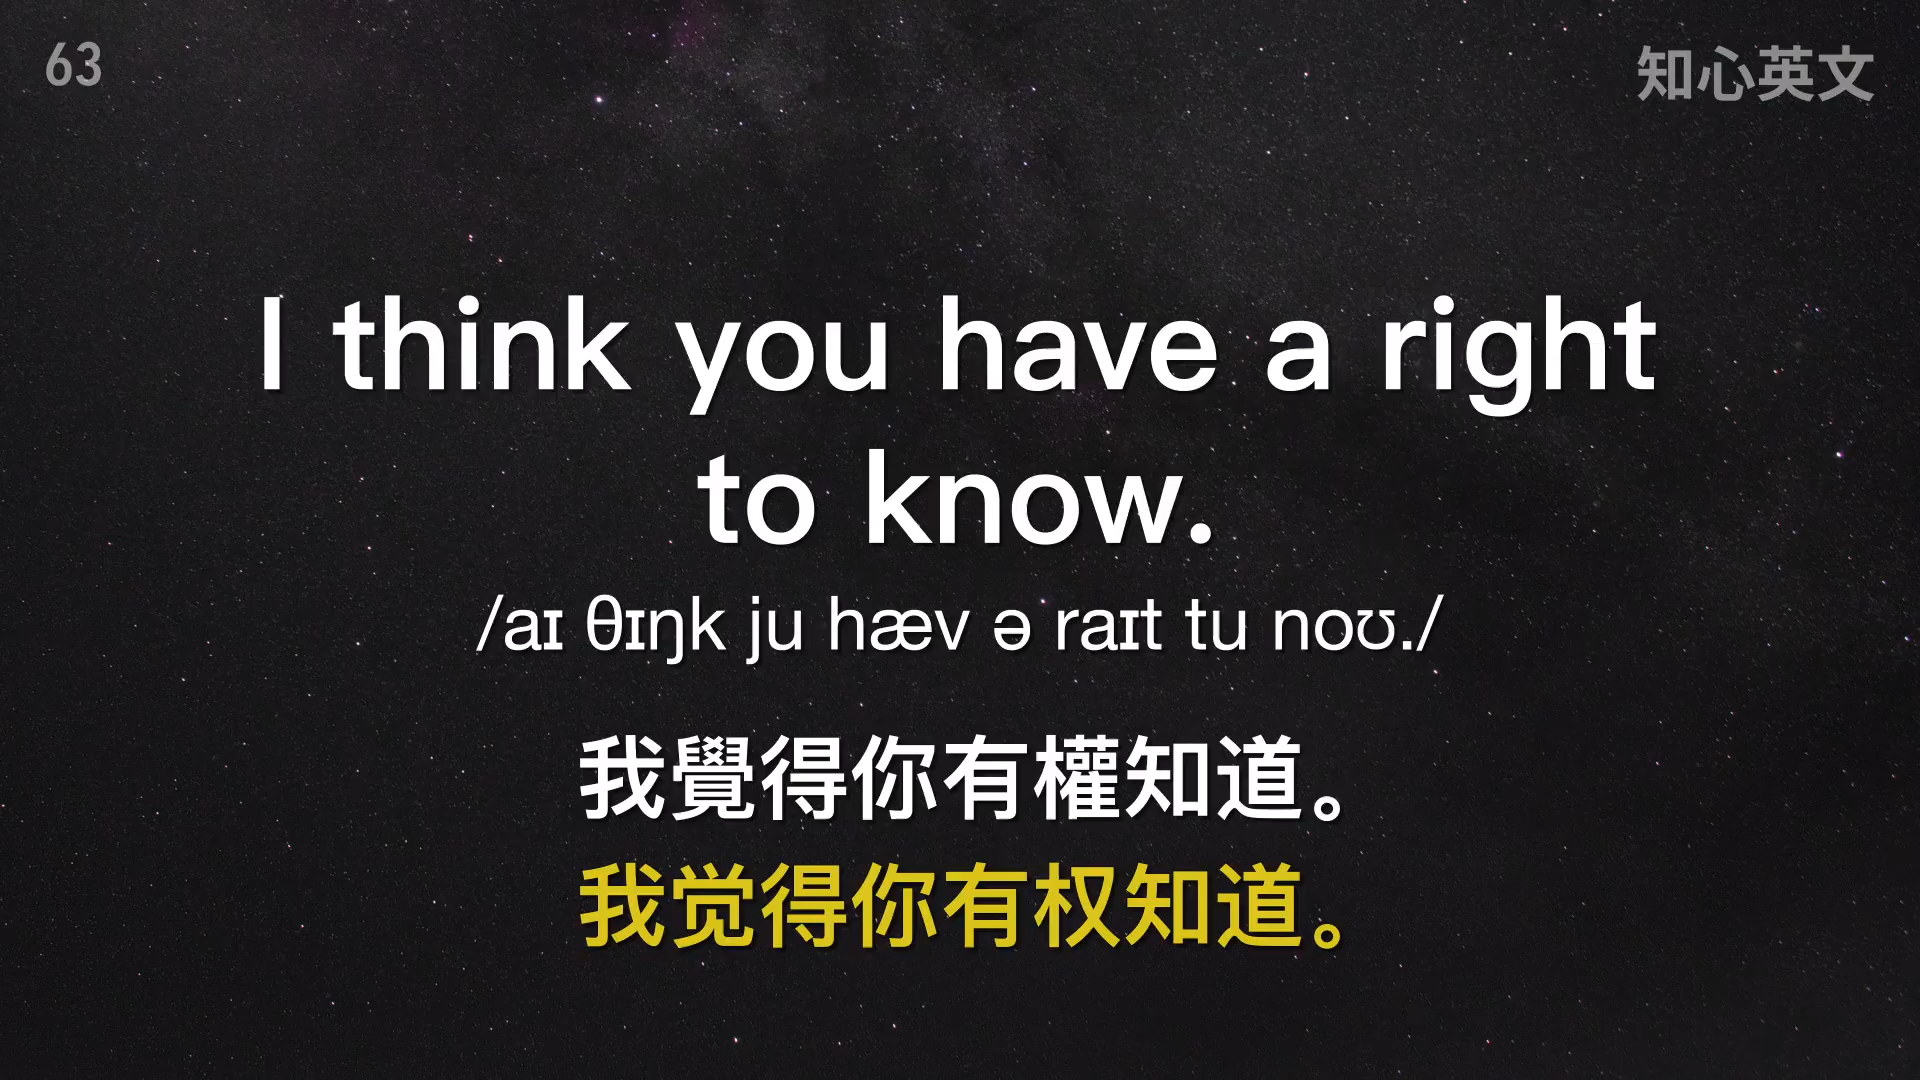 63
知心英文
I think you have a right
to know.
/aɪ θɪŋk ju hæv ə raɪt tu noʊ./
我覺得你有權知道。
我觉得你有权知道。